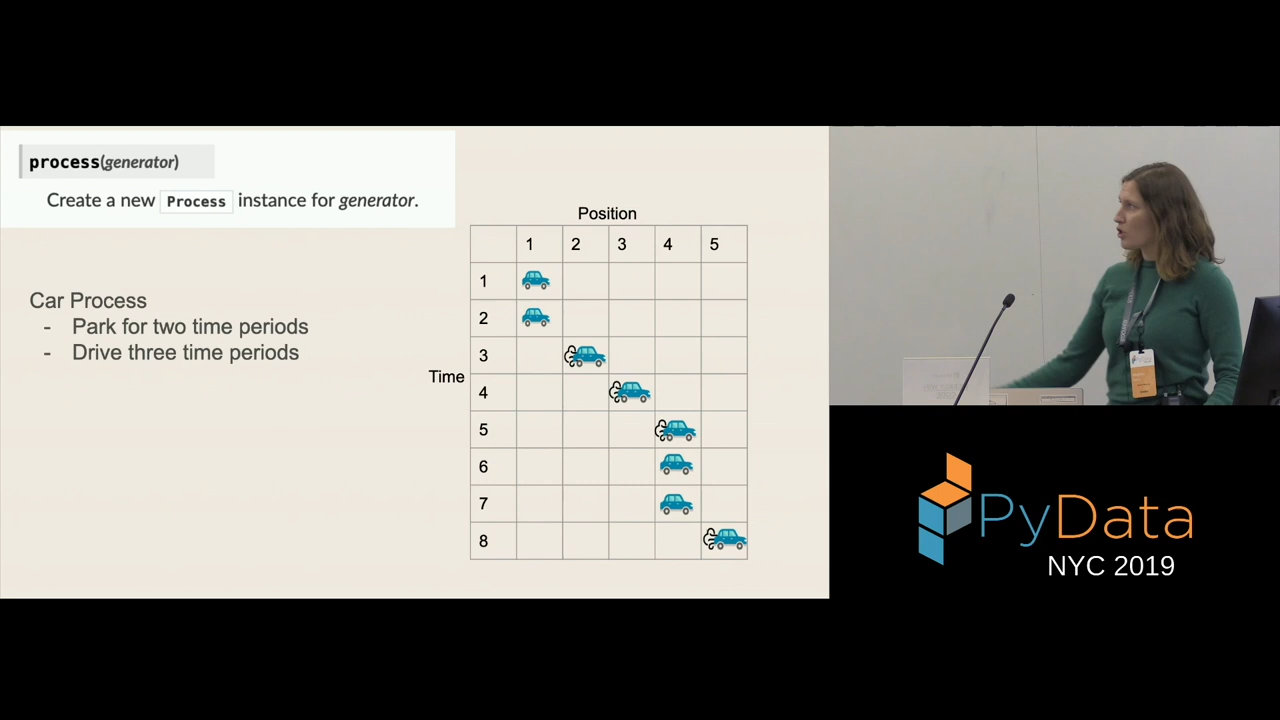 process(generator)
Create a new Process instance for generator.
Car Process
- Park for two time periods
- Drive three time periods
Position
1 2 3 4 5
1
2
3
Time
4
5
6
7
8
PyData
NYC 2019